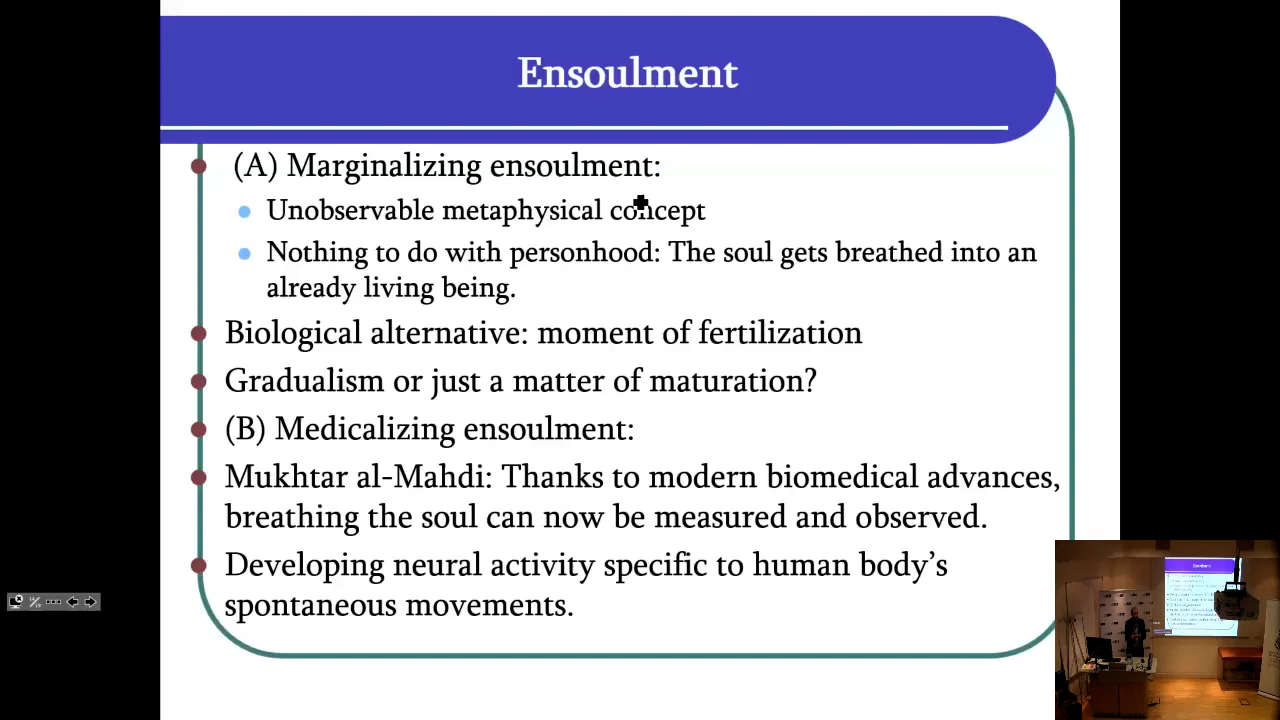 Ensoulment
(A) Marginalizing ensoulment:
Unobservable metaphysical concept
Nothing to do with personhood: The soul gets breathed into an
already living being.
Biological alternative: moment of fertilization
Gradualism or just a matter of maturation?
(B) Medicalizing ensoulment:
Mukhtar al-Mahdi: Thanks to modern biomedical advances,
breathing the soul can now be measured and observed.
Developing neural activity specific to human body’s
spontaneous movements.